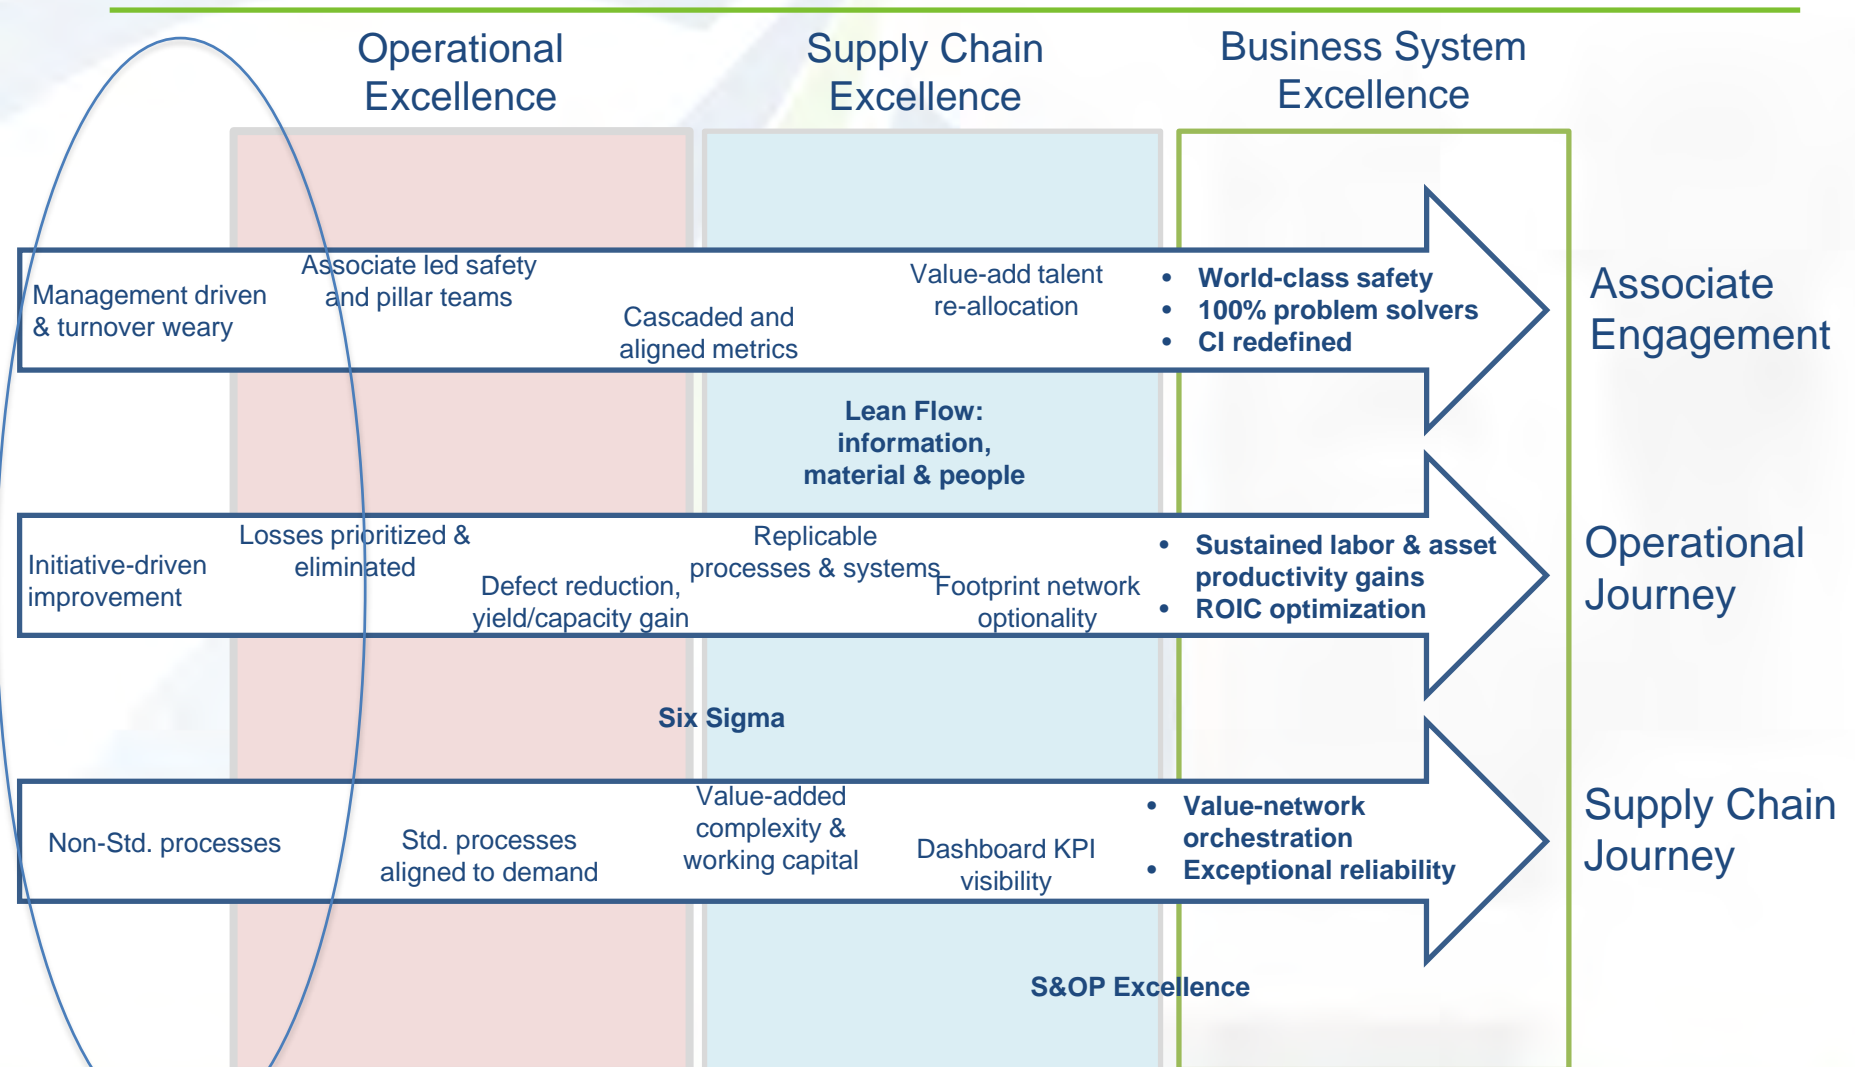 Operational
Excellence
Supply Chain
Excellence
Business System
Excellence
Management driven
& turnover weary
Associate led safety
and pillar teams
Cascaded and
aligned metrics
Value-add talent
re-allocation
• World-class safety
• 100% problem solvers
• CI redefined
Associate
Engagement
Lean Flow:
information,
material & people
Initiative-driven
improvement
Losses prioritized &
eliminated
Defect reduction,
yield/capacity gain
Replicable
processes & systems
Footprint network
optionality
• Sustained labor & asset
productivity gains
• ROIC optimization
Operational
Journey
Six Sigma
Non-Std. processes
Std. processes
aligned to demand
Value-added
complexity &
working capital
Dashboard KPI
visibility
• Value-network
orchestration
• Exceptional reliability
Supply Chain
Journey
S&OP Excellence